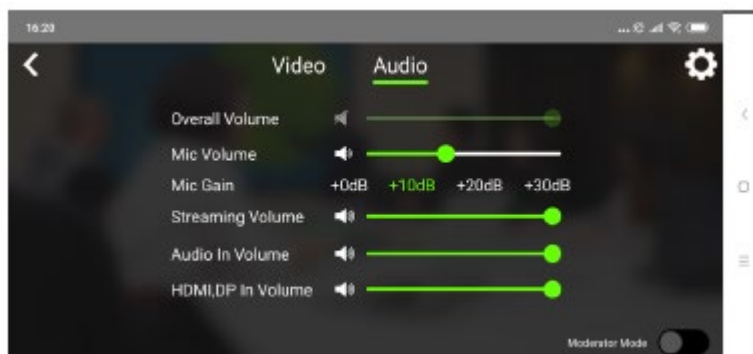 16:20
Video Audio
Overall Volume
Mic Volume
Mic Gain +0dB +10dB +20dB +30dB
Streaming Volume
Audio In Volume
HDMI,DP In Volume
Moderator Mode